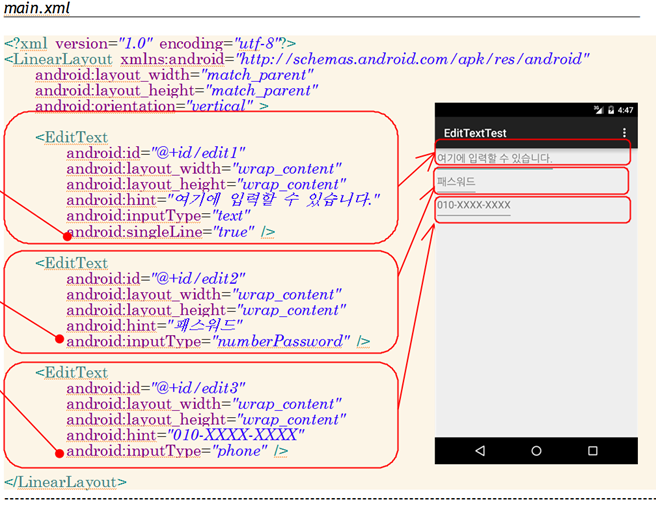 main.xml
<?xml version="1.0" encoding="utf-8"?>
<LinearLayout xmlns:android="http://schemas.android.com/apk/res/android"
android:layout_width="match_parent"
android:layout_height="match_parent"
android:orientation="vertical" >
<EditText
android:id="@+id/edit1"
android:layout_width="wrap_content"
android:layout_height="wrap_content"
android:hint="여기에 입력할 수 있습니다."
android:inputType="text"
android:singleLine="true" />
<EditText
android:id="@+id/edit2"
android:layout_width="wrap_content"
android:layout_height="wrap_content"
android:hint="패스워드"
android:inputType="numberPassword" />
<EditText
android:id="@+id/edit3"
android:layout_width="wrap_content"
android:layout_height="wrap_content"
android:hint="010-XXXX-XXXX"
android:inputType="phone" />
</LinearLayout>
3G 4:47
EditTextTest
여기에 입력할 수 있습니다.
패스워드
010-XXXX-XXXX